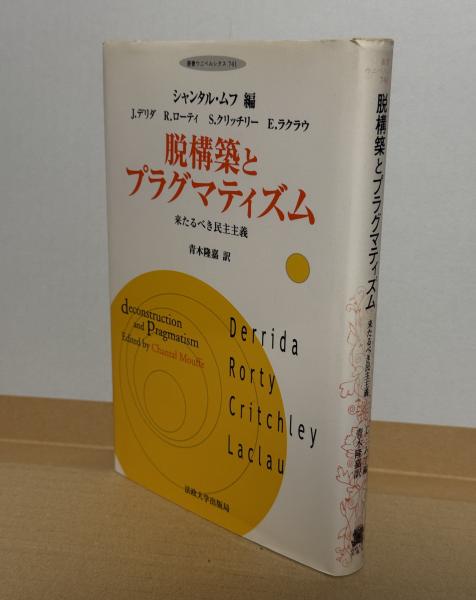 叢書・ウニベルシタス 741
シャンタル・ムフ 編
J.デリダ R.ローティ S.クリッチリー E.ラクラウ
脱構築と
プラグマティズム
来たるべき民主主義
青木隆嘉 訳
deconstruction
and Pragmatism
Edited by Chantal Mouffe
Derrida
Rorty
Critchley
Laclau
法政大学出版局
脱構築とプラグマティズム
来たるべき民主主義
青木隆嘉訳